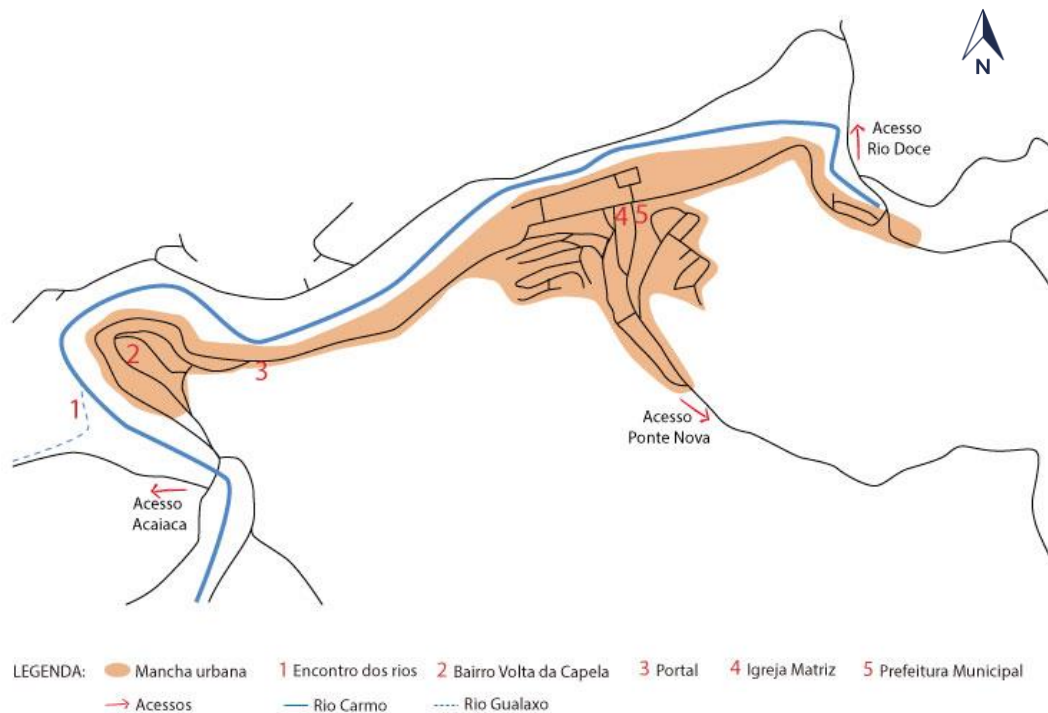 N
Acesso
Rio Doce
4 5
2
3
1
Acesso
Ponte Nova
Acesso
Acaiaca
LEGENDA: Mancha urbana 1 Encontro dos rios 2 Bairro Volta da Capela 3 Portal 4 Igreja Matriz 5 Prefeitura Municipal
Acessos Rio Carmo Rio Gualaxo